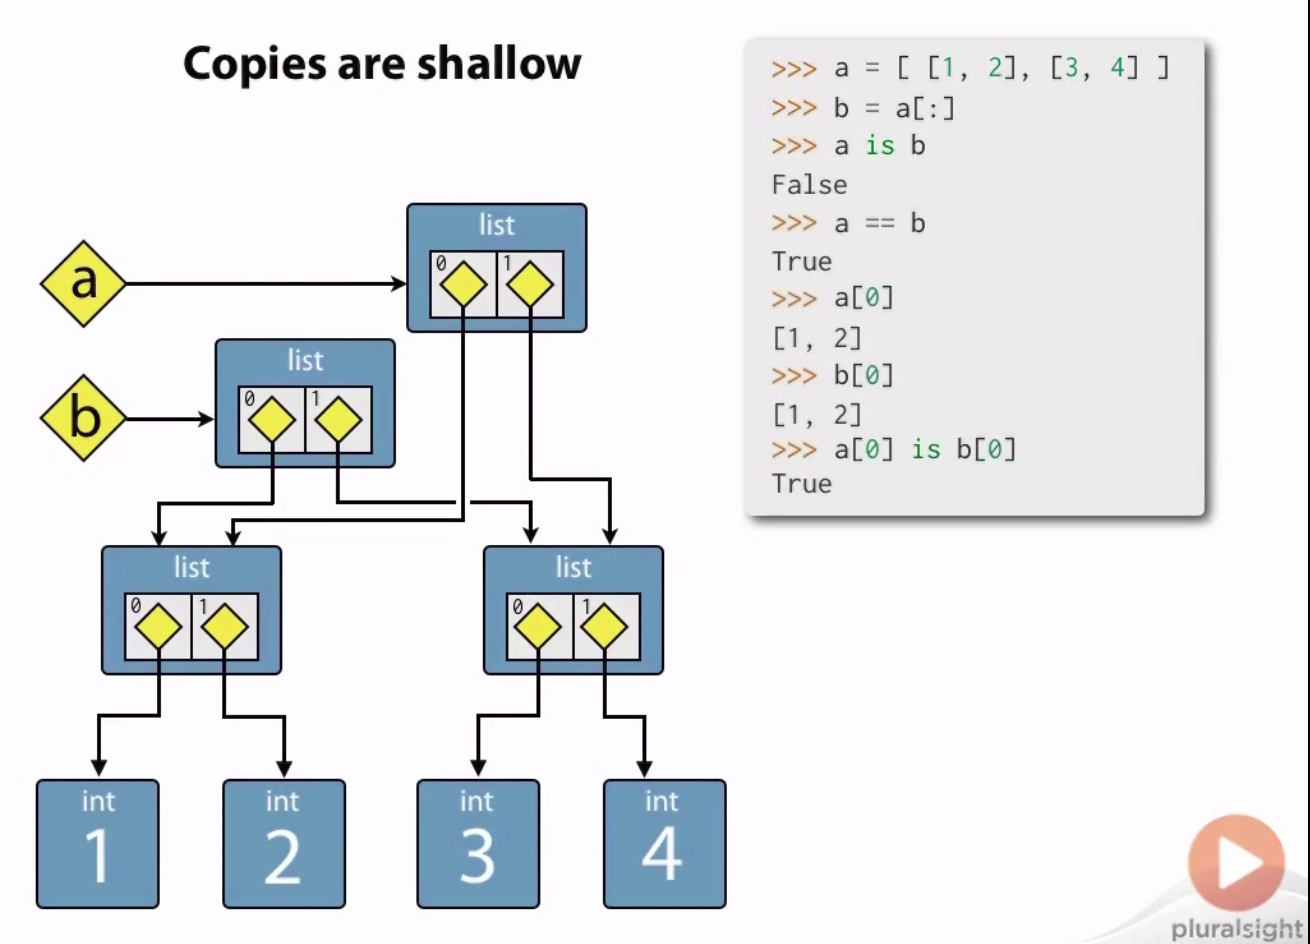 Copies are shallow
>>> a = [ [1, 2], [3, 4] ]
>>> b = a[:]
>>> a is b
False
>>> a == b
True
>>> a[0]
[1, 2]
>>> b[0]
[1, 2]
>>> a[0] is b[0]
True
a
list
0 1
b
list
0 1
list
0 1
list
0 1
int
1
int
2
int
3
int
4
pluralsight